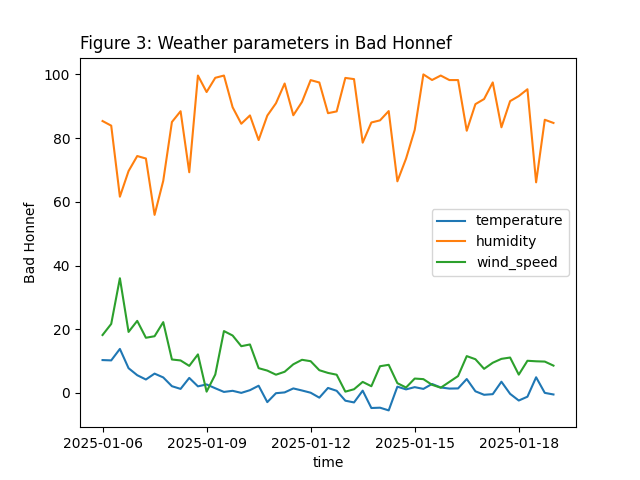 Figure 3: Weather parameters in Bad Honnef
100
80
60
40
20
0
Bad Honnef
temperature
humidity
wind_speed
2025-01-06 2025-01-09 2025-01-12 2025-01-15 2025-01-18
time